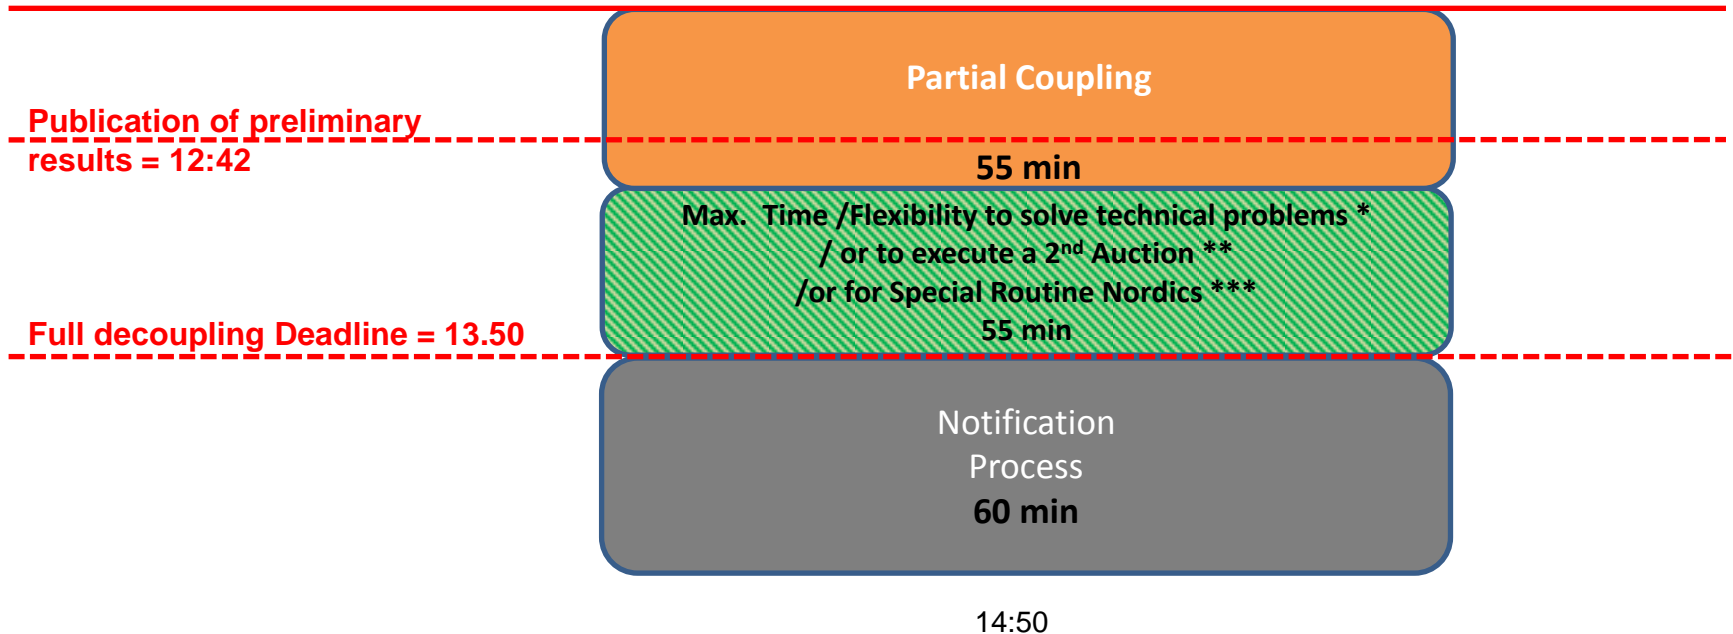 Partial Coupling
Publication of preliminary
results = 12:42
55 min
Max. Time /Flexibility to solve technical problems *
/ or to execute a 2nd Auction **
/or for Special Routine Nordics ***
55 min
Full decoupling Deadline = 13.50
Notification
Process
60 min
14:50